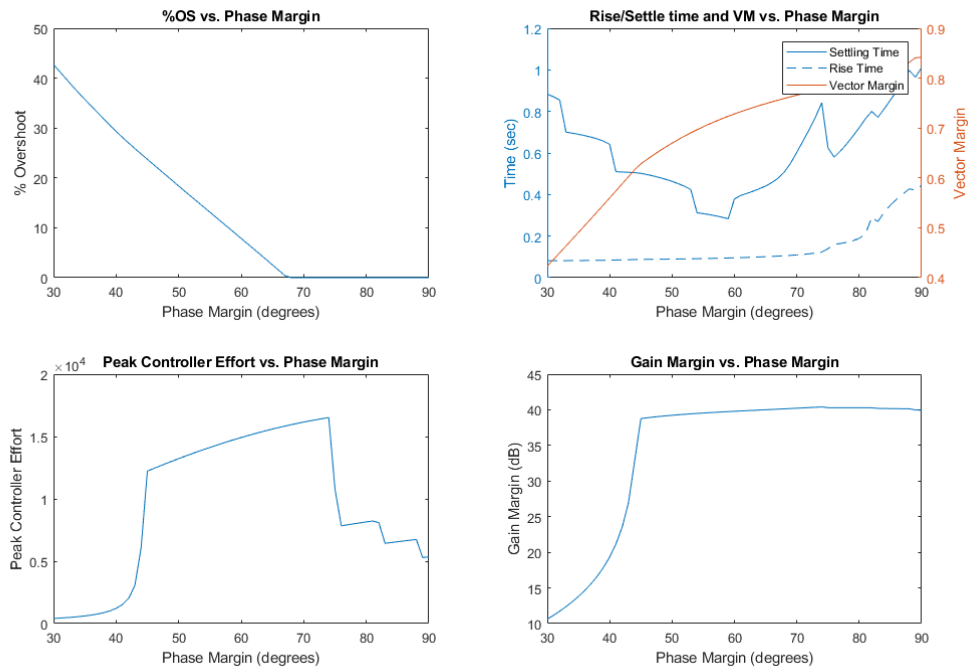 %OS vs. Phase Margin
% Overshoot
50
40
30
20
10
0
30 40 50 60 70 80 90
Phase Margin (degrees)
Rise/Settle time and VM vs. Phase Margin
Time (sec)
1.2
1
0.8
0.6
0.4
0.2
0
Settling Time
Rise Time
Vector Margin
0.9
0.8
0.7
0.6
0.5
0.4
Vector Margin
30 40 50 60 70 80 90
Phase Margin (degrees)
Peak Controller Effort vs. Phase Margin
×10⁴
Peak Controller Effort
2
1.5
1
0.5
0
30 40 50 60 70 80 90
Phase Margin (degrees)
Gain Margin vs. Phase Margin
Gain Margin (dB)
45
40
35
30
25
20
15
10
30 40 50 60 70 80 90
Phase Margin (degrees)